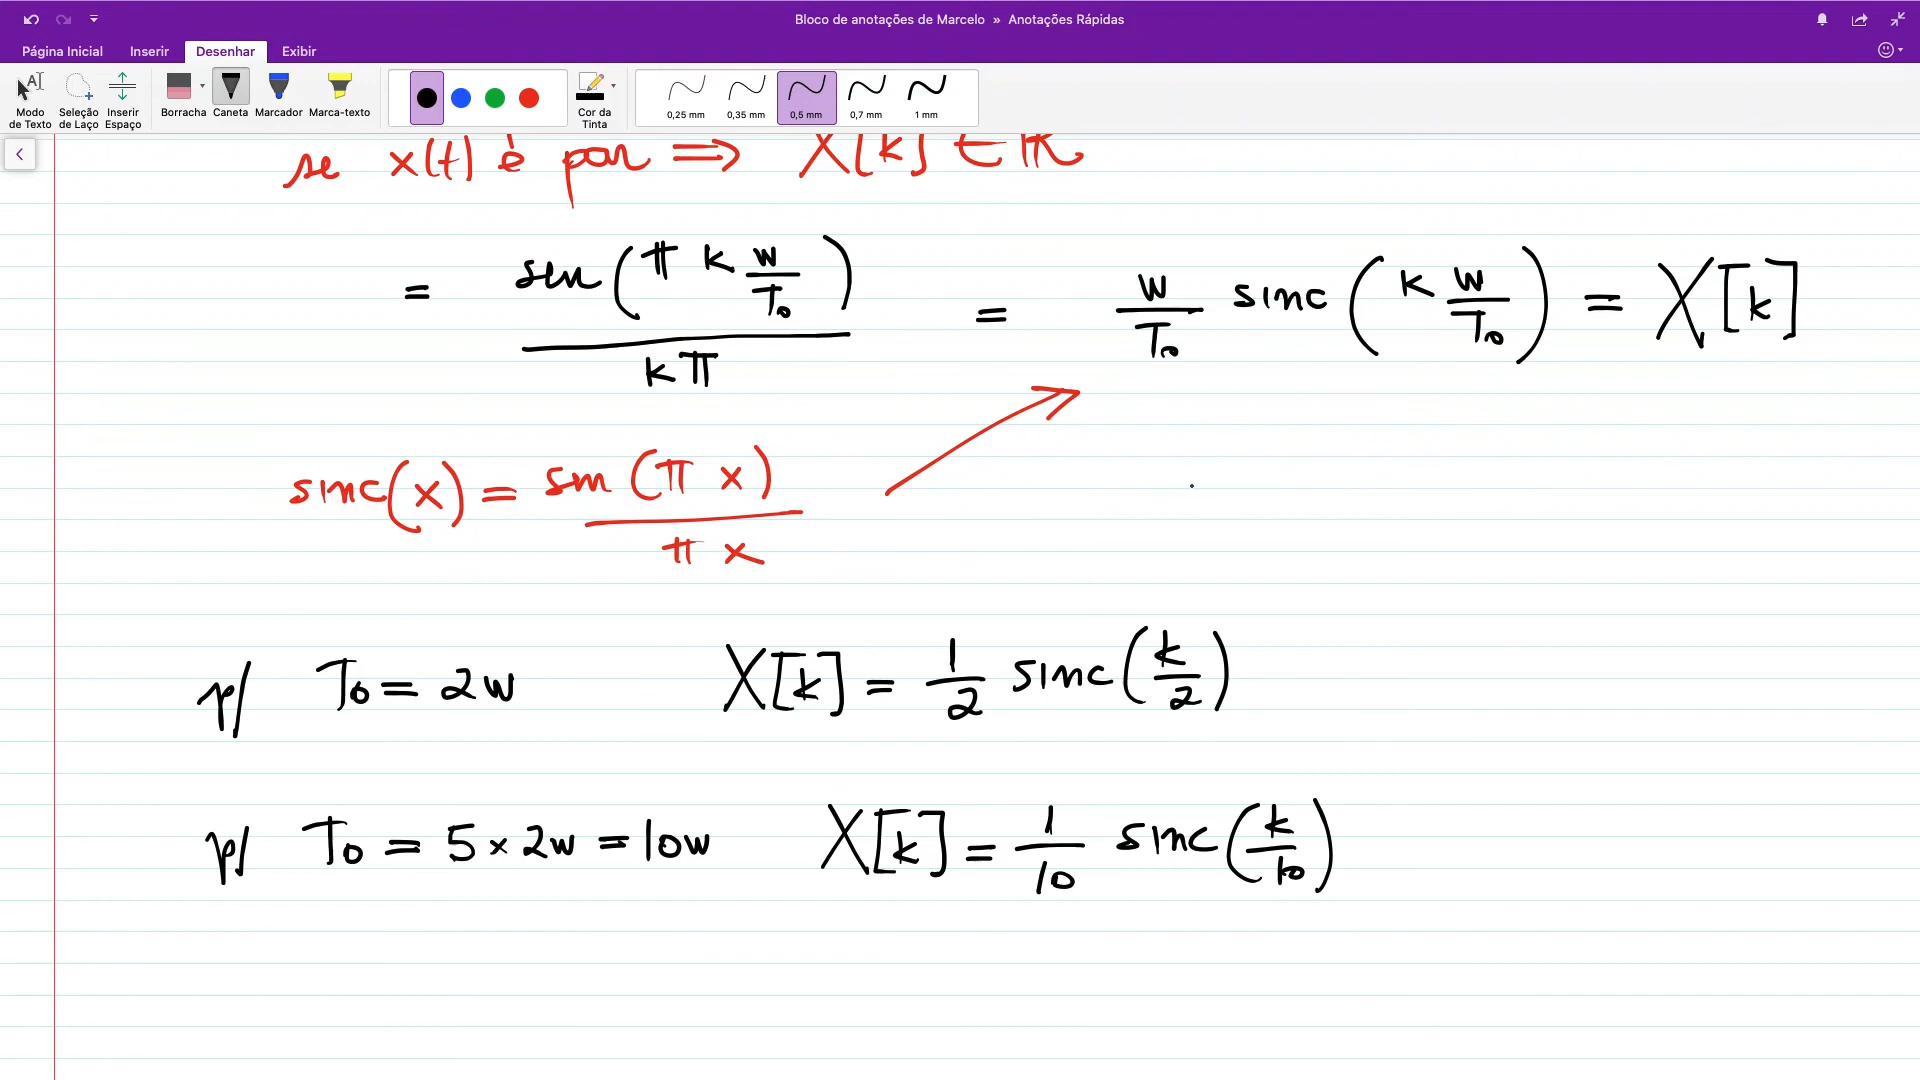 Bloco de anotações de Marcelo » Anotações Rápidas
Página Inicial Inserir Desenhar Exibir
Modo de Texto Seleção de Laço Inserir Espaço Borracha Caneta Marcador Marca-texto Cor da Tinta 0,25 mm 0,35 mm 0,5 mm 0,7 mm 1 mm
se x(t) è par ⟹ X[k] ∈ ℝ
= sen(π k w/T₀) / kπ = w/T₀ sinc(k w/T₀) = X[k]
sinc(x) = sen(π x) / π x
p/ T₀ = 2w X[k] = 1/2 sinc(k/2)
p/ T₀ = 5 × 2w = 10w X[k] = 1/10 sinc(k/10)